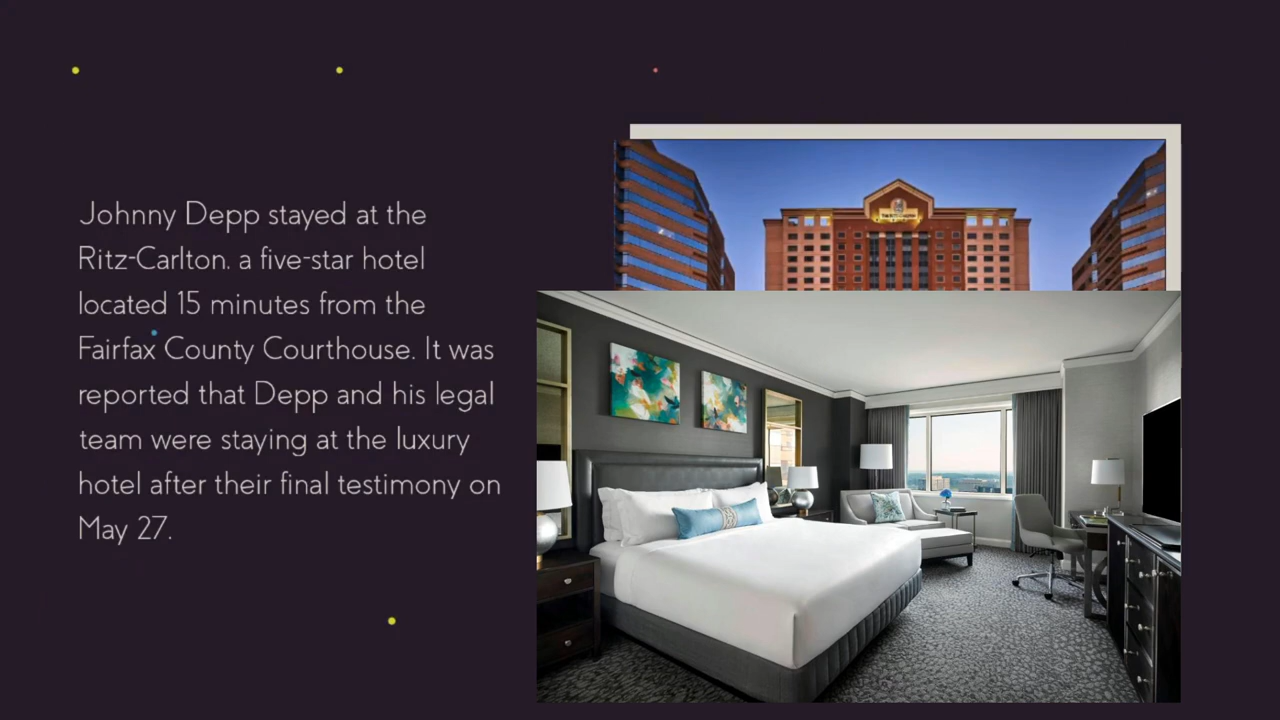 Johnny Depp stayed at the
Ritz-Carlton. a five-star hotel
located 15 minutes from the
Fairfax County Courthouse. It was
reported that Depp and his legal
team were staying at the luxury
hotel after their final testimony on
May 27.